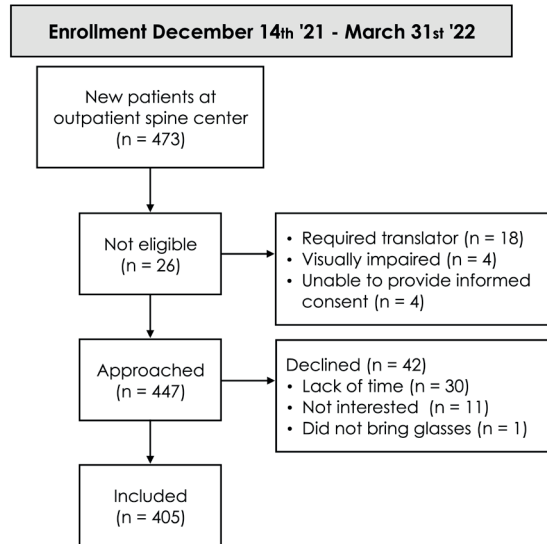 Enrollment December 14th '21 - March 31st '22
New patients at
outpatient spine center
(n = 473)
Not eligible
(n = 26)
• Required translator (n = 18)
• Visually impaired (n = 4)
• Unable to provide informed
consent (n = 4)
Approached
(n = 447)
Declined (n = 42)
• Lack of time (n = 30)
• Not interested (n = 11)
• Did not bring glasses (n = 1)
Included
(n = 405)